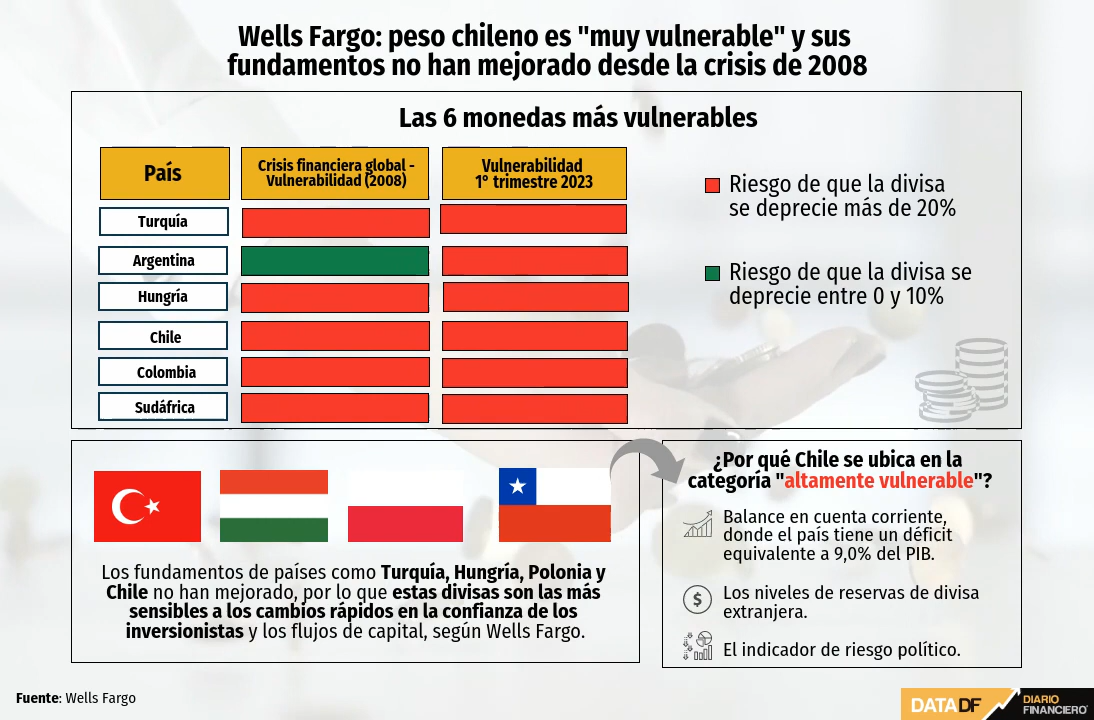 Wells Fargo: peso chileno es "muy vulnerable" y sus
fundamentos no han mejorado desde la crisis de 2008
Las 6 monedas más vulnerables
País
Crisis financiera global -
Vulnerabilidad (2008)
Vulnerabilidad
1° trimestre 2023
Turquía
Argentina
Hungría
Chile
Colombia
Sudáfrica
Riesgo de que la divisa
se deprecie más de 20%
Riesgo de que la divisa se
deprecie entre 0 y 10%
Los fundamentos de países como Turquía, Hungría, Polonia y
Chile no han mejorado, por lo que estas divisas son las más
sensibles a los cambios rápidos en la confianza de los
inversionistas y los flujos de capital, según Wells Fargo.
¿Por qué Chile se ubica en la
categoría "altamente vulnerable"?
Balance en cuenta corriente,
donde el país tiene un déficit
equivalente a 9,0% del PIB.
$
Los niveles de reservas de divisa
extranjera.
El indicador de riesgo político.
Fuente: Wells Fargo
DATA DF
DIARIO
FINANCIERO